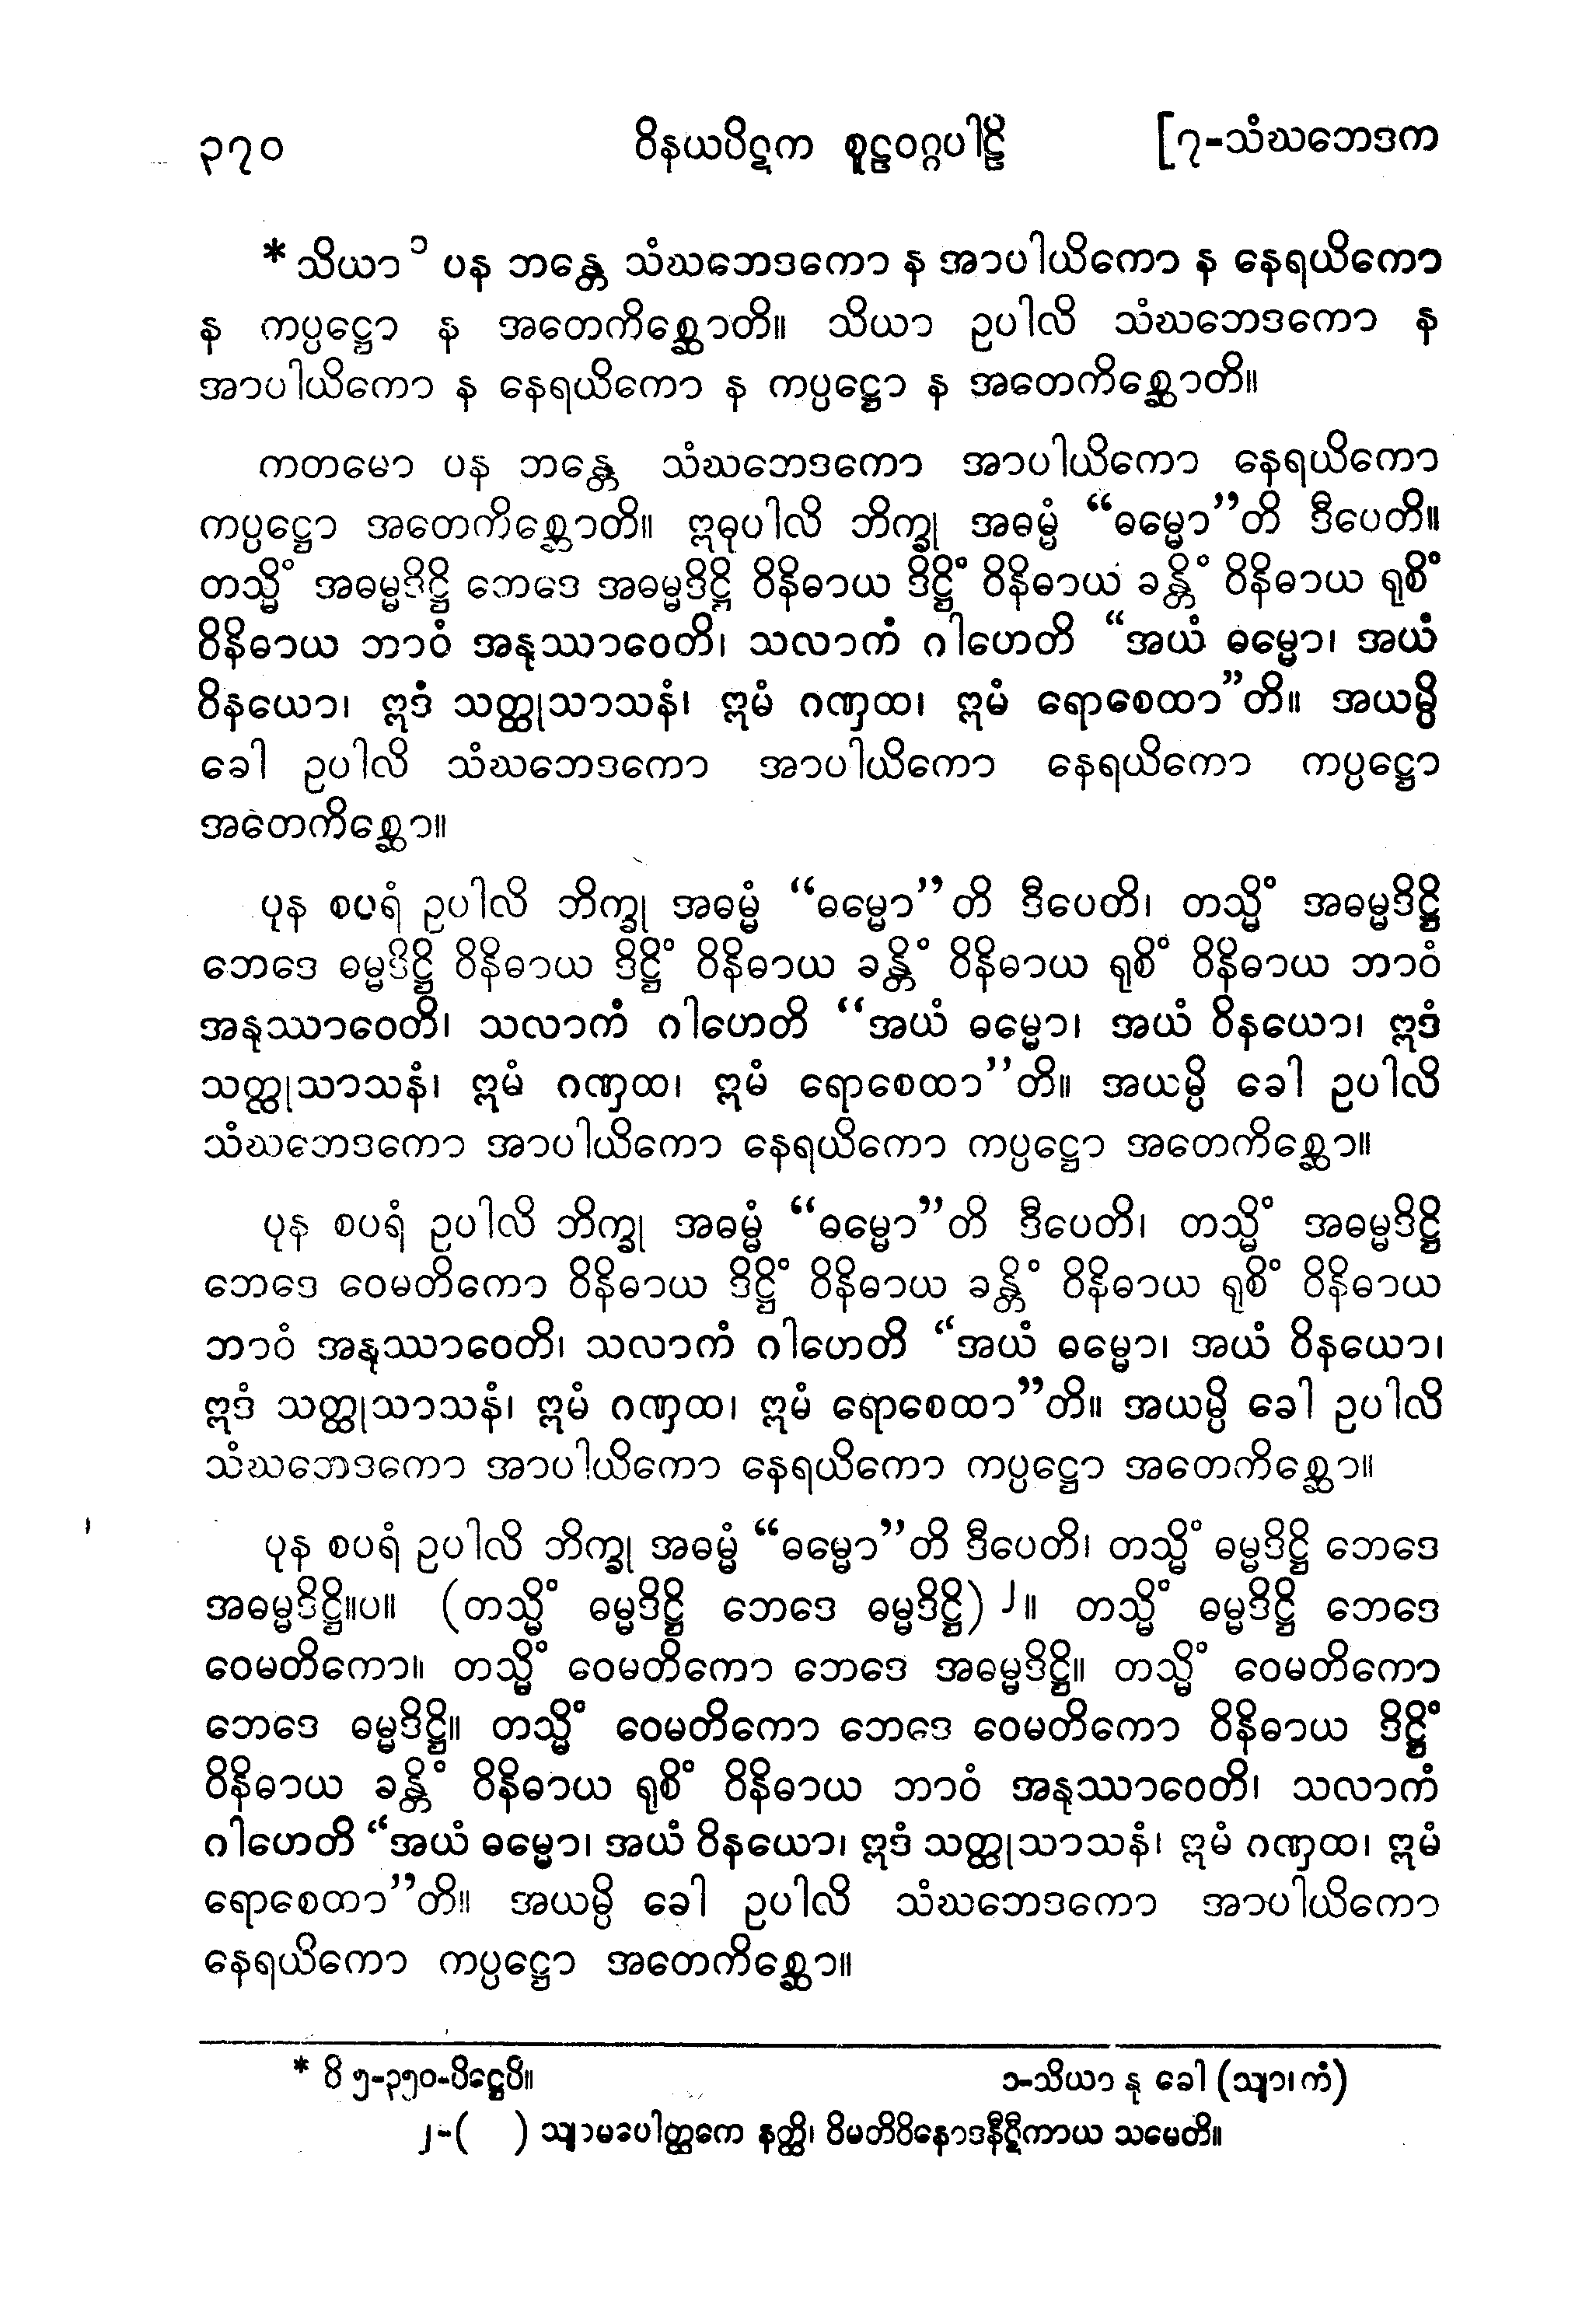 ၃၇၀ ဝိနယပိဋက စူဠဝဂ္ဂပါဠိ [၇-သံဃဘေဒက
* သိယာ ၁ ပန ဘန္တေ သံဃဘေဒကော န အာပါယိကော န နေရယိကော
န ကပ္ပဋ္ဌော န အတေကိစ္ဆောတိ။ သိယာ ဥပါလိ သံဃဘေဒကော န
အာပါယိကော န နေရယိကော န ကပ္ပဋ္ဌော န အတေကိစ္ဆောတိ။
ကတမော ပန ဘန္တေ သံဃဘေဒကော အာပါယိကော နေရယိကော
ကပ္ပဋ္ဌော အတေကိစ္ဆောတိ။ ဣဓုပါလိ ဘိက္ခု အဓမ္မံ “ဓမ္မော”တိ ဒီပေတိ။
တသ္မိံ အဓမ္မဒိဋ္ဌိ ဘေဒေ အဓမ္မဒိဋ္ဌိ ဝိနိဓာယ ဒိဋ္ဌိံ ဝိနိဓာယ ခန္တိံ ဝိနိဓာယ ရုစိံ
ဝိနိဓာယ ဘာဝံ အနုဿာဝေတိ၊ သလာကံ ဂါဟေတိ “အယံ ဓမ္မော၊ အယံ
ဝိနယော၊ ဣဒံ သတ္ထုသာသနံ၊ ဣမံ ဂဏှထ၊ ဣမံ ရောစေထာ”တိ။ အယမ္ပိ
ခေါ ဥပါလိ သံဃဘေဒကော အာပါယိကော နေရယိကော ကပ္ပဋ္ဌော
အတေကိစ္ဆော။
ပုန စပရံ ဥပါလိ ဘိက္ခု အဓမ္မံ “ဓမ္မော”တိ ဒီပေတိ၊ တသ္မိံ အဓမ္မဒိဋ္ဌိ
ဘေဒေ ဓမ္မဒိဋ္ဌိ ဝိနိဓာယ ဒိဋ္ဌိံ ဝိနိဓာယ ခန္တိံ ဝိနိဓာယ ရုစိံ ဝိနိဓာယ ဘာဝံ
အနုဿာဝေတိ၊ သလာကံ ဂါဟေတိ “အယံ ဓမ္မော၊ အယံ ဝိနယော၊ ဣဒံ
သတ္ထုသာသနံ၊ ဣမံ ဂဏှထ၊ ဣမံ ရောစေထာ”တိ။ အယမ္ပိ ခေါ ဥပါလိ
သံဃဘေဒကော အာပါယိကော နေရယိကော ကပ္ပဋ္ဌော အတေကိစ္ဆော။
ပုန စပရံ ဥပါလိ ဘိက္ခု အဓမ္မံ “ဓမ္မော”တိ ဒီပေတိ၊ တသ္မိံ အဓမ္မဒိဋ္ဌိ
ဘေဒေ ဝေမတိကော ဝိနိဓာယ ဒိဋ္ဌိံ ဝိနိဓာယ ခန္တိံ ဝိနိဓာယ ရုစိံ ဝိနိဓာယ
ဘာဝံ အနုဿာဝေတိ၊ သလာကံ ဂါဟေတိ “အယံ ဓမ္မော၊ အယံ ဝိနယော၊
ဣဒံ သတ္ထုသာသနံ၊ ဣမံ ဂဏှထ၊ ဣမံ ရောစေထာ”တိ။ အယမ္ပိ ခေါ ဥပါလိ
သံဃဘေဒကော အာပါယိကော နေရယိကော ကပ္ပဋ္ဌော အတေကိစ္ဆော။
ပုန စပရံ ဥပါလိ ဘိက္ခု အဓမ္မံ “ဓမ္မော”တိ ဒီပေတိ၊ တသ္မိံ ဓမ္မဒိဋ္ဌိ ဘေဒေ
အဓမ္မဒိဋ္ဌိ။ပ။ (တသ္မိံ ဓမ္မဒိဋ္ဌိ ဘေဒေ ဓမ္မဒိဋ္ဌိ) ၂။ တသ္မိံ ဓမ္မဒိဋ္ဌိ ဘေဒေ
ဝေမတိကော။ တသ္မိံ ဝေမတိကော ဘေဒေ အဓမ္မဒိဋ္ဌိ။ တသ္မိံ ဝေမတိကော
ဘေဒေ ဓမ္မဒိဋ္ဌိ။ တသ္မိံ ဝေမတိကော ဘေဒေ ဝေမတိကော ဝိနိဓာယ ဒိဋ္ဌိံ
ဝိနိဓာယ ခန္တိံ ဝိနိဓာယ ရုစိံ ဝိနိဓာယ ဘာဝံ အနုဿာဝေတိ၊ သလာကံ
ဂါဟေတိ “အယံ ဓမ္မော၊ အယံ ဝိနယော၊ ဣဒံ သတ္ထုသာသနံ၊ ဣမံ ဂဏှထ၊ ဣမံ
ရောစေထာ”တိ။ အယမ္ပိ ခေါ ဥပါလိ သံဃဘေဒကော အာပါယိကော
နေရယိကော ကပ္ပဋ္ဌော အတေကိစ္ဆော။
* ဝိ ၅-၃၅၀-ပိဋ္ဌေပိ။ ၁-သိယာ နု ခေါ (သျာ၊ကံ)
၂-( ) သျာမပေါတ္ထကေ နတ္ထိ၊ ဝိမတိဝိနောဒနီဋီကာယ သမေတိ။